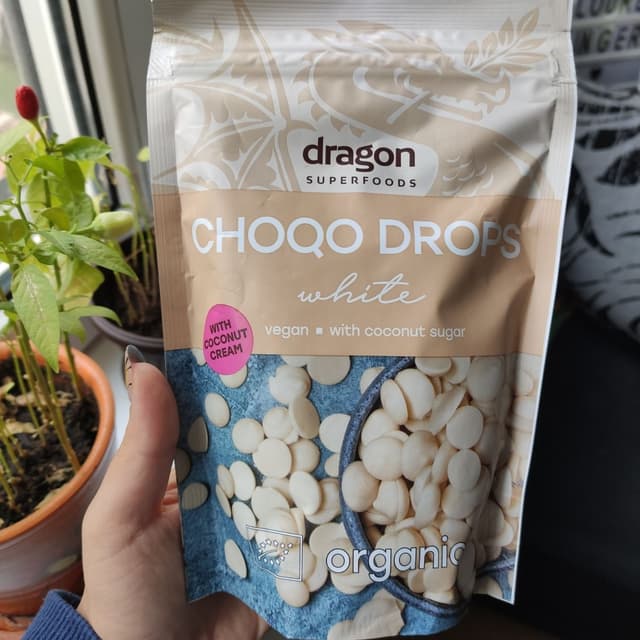 dragon
SUPERFOODS
CHOQO DROPS
white
vegan ▪ with coconut sugar
WITH
COCONUT
CREAM
organic